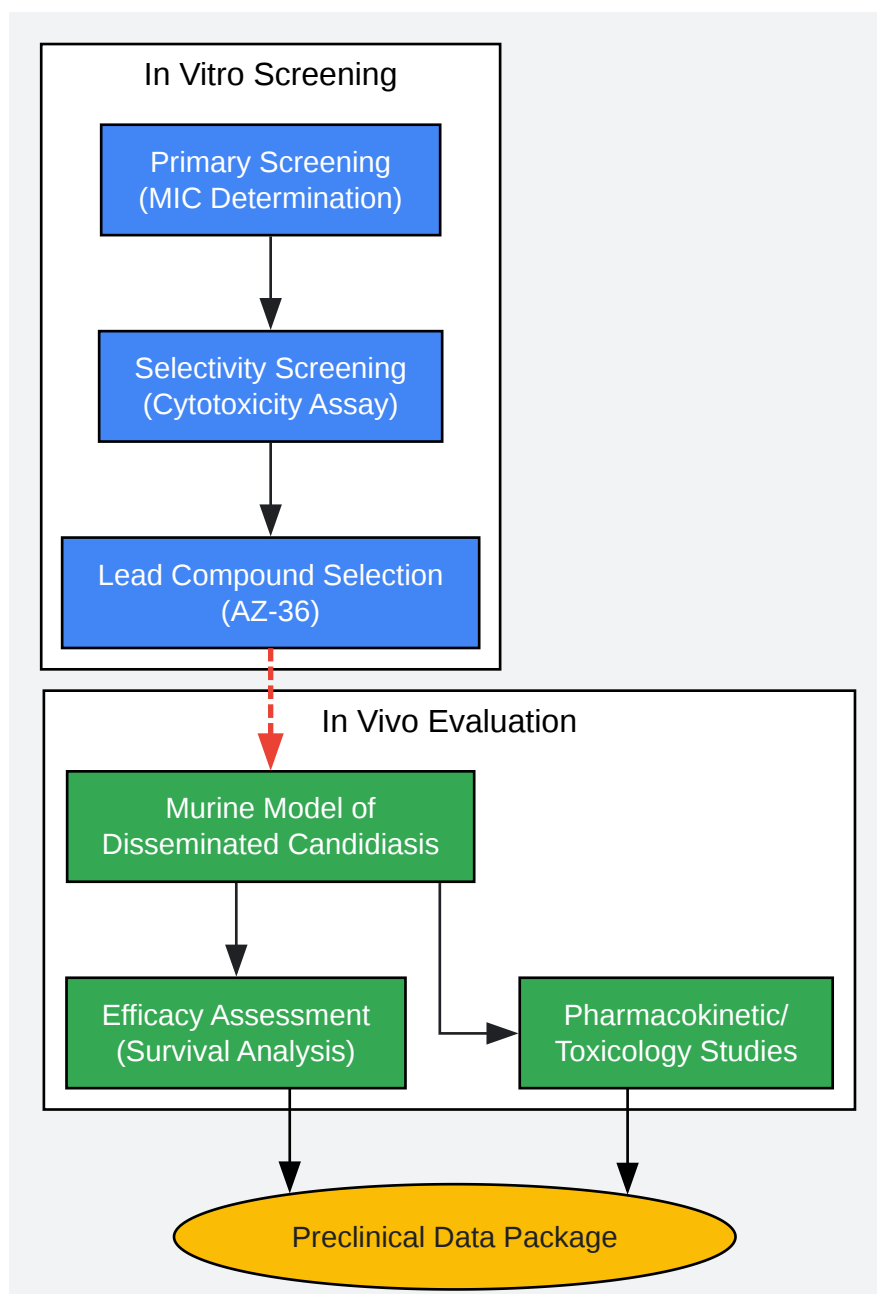 In Vitro Screening
Primary Screening
(MIC Determination)
Selectivity Screening
(Cytotoxicity Assay)
Lead Compound Selection
(AZ-36)
In Vivo Evaluation
Murine Model of
Disseminated Candidiasis
Efficacy Assessment
(Survival Analysis)
Pharmacokinetic/
Toxicology Studies
Preclinical Data Package